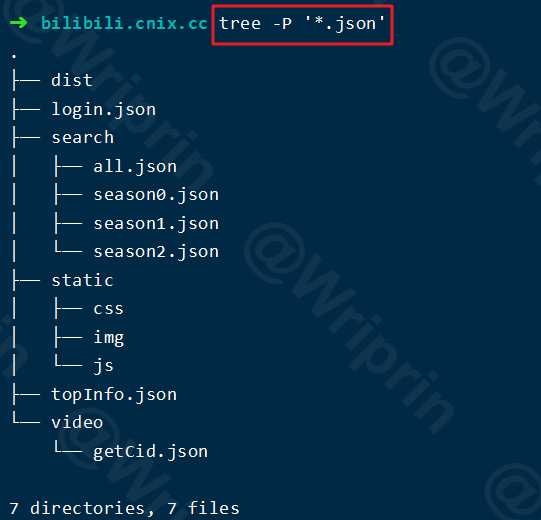 ➜ bilibili.cnix.cc tree -P '*.json'
.
├── dist
├── login.json
├── search
│   ├── all.json
│   ├── season0.json
│   ├── season1.json
│   └── season2.json
├── static
│   ├── css
│   ├── img
│   └── js
├── topInfo.json
└── video
    └── getCid.json
7 directories, 7 files
@Wriprin
@Wriprin
@Wriprin
@Wriprin